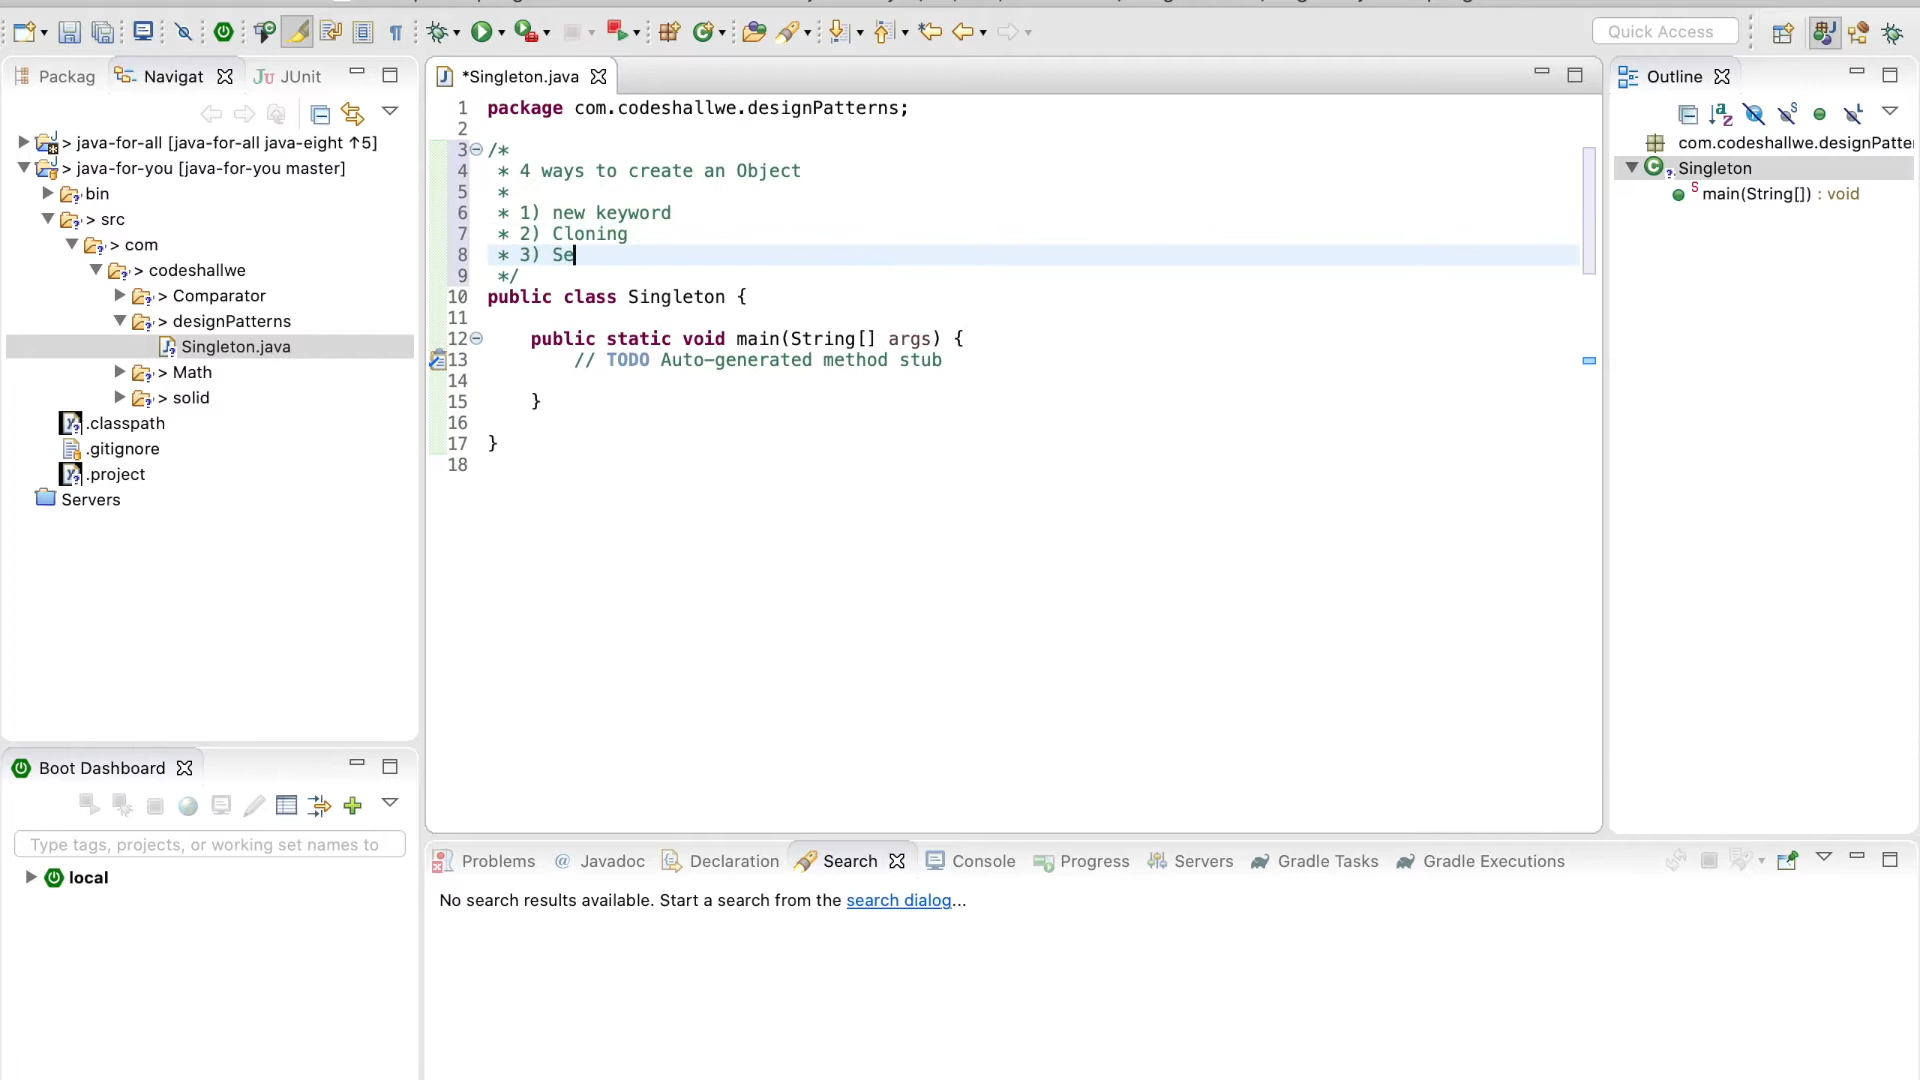 Quick Access
Packag
Navigat
JUnit
> java-for-all [java-for-all java-eight ↑5]
> java-for-you [java-for-you master]
bin
> src
> com
> codeshallwe
> Comparator
> designPatterns
Singleton.java
> Math
> solid
.classpath
.gitignore
.project
Servers
*Singleton.java
1 package com.codeshallwe.designPatterns;
2
3 /*
4 * 4 ways to create an Object
5 *
6 * 1) new keyword
7 * 2) Cloning
8 * 3) Se
9 */
10 public class Singleton {
11
12 public static void main(String[] args) {
13 // TODO Auto-generated method stub
14
15 }
16
17 }
18
Outline
com.codeshallwe.designPatte
Singleton
main(String[]) : void
Boot Dashboard
Type tags, projects, or working set names to
local
Problems
@ Javadoc
Declaration
Search
Console
Progress
Servers
Gradle Tasks
Gradle Executions
No search results available. Start a search from the search dialog...